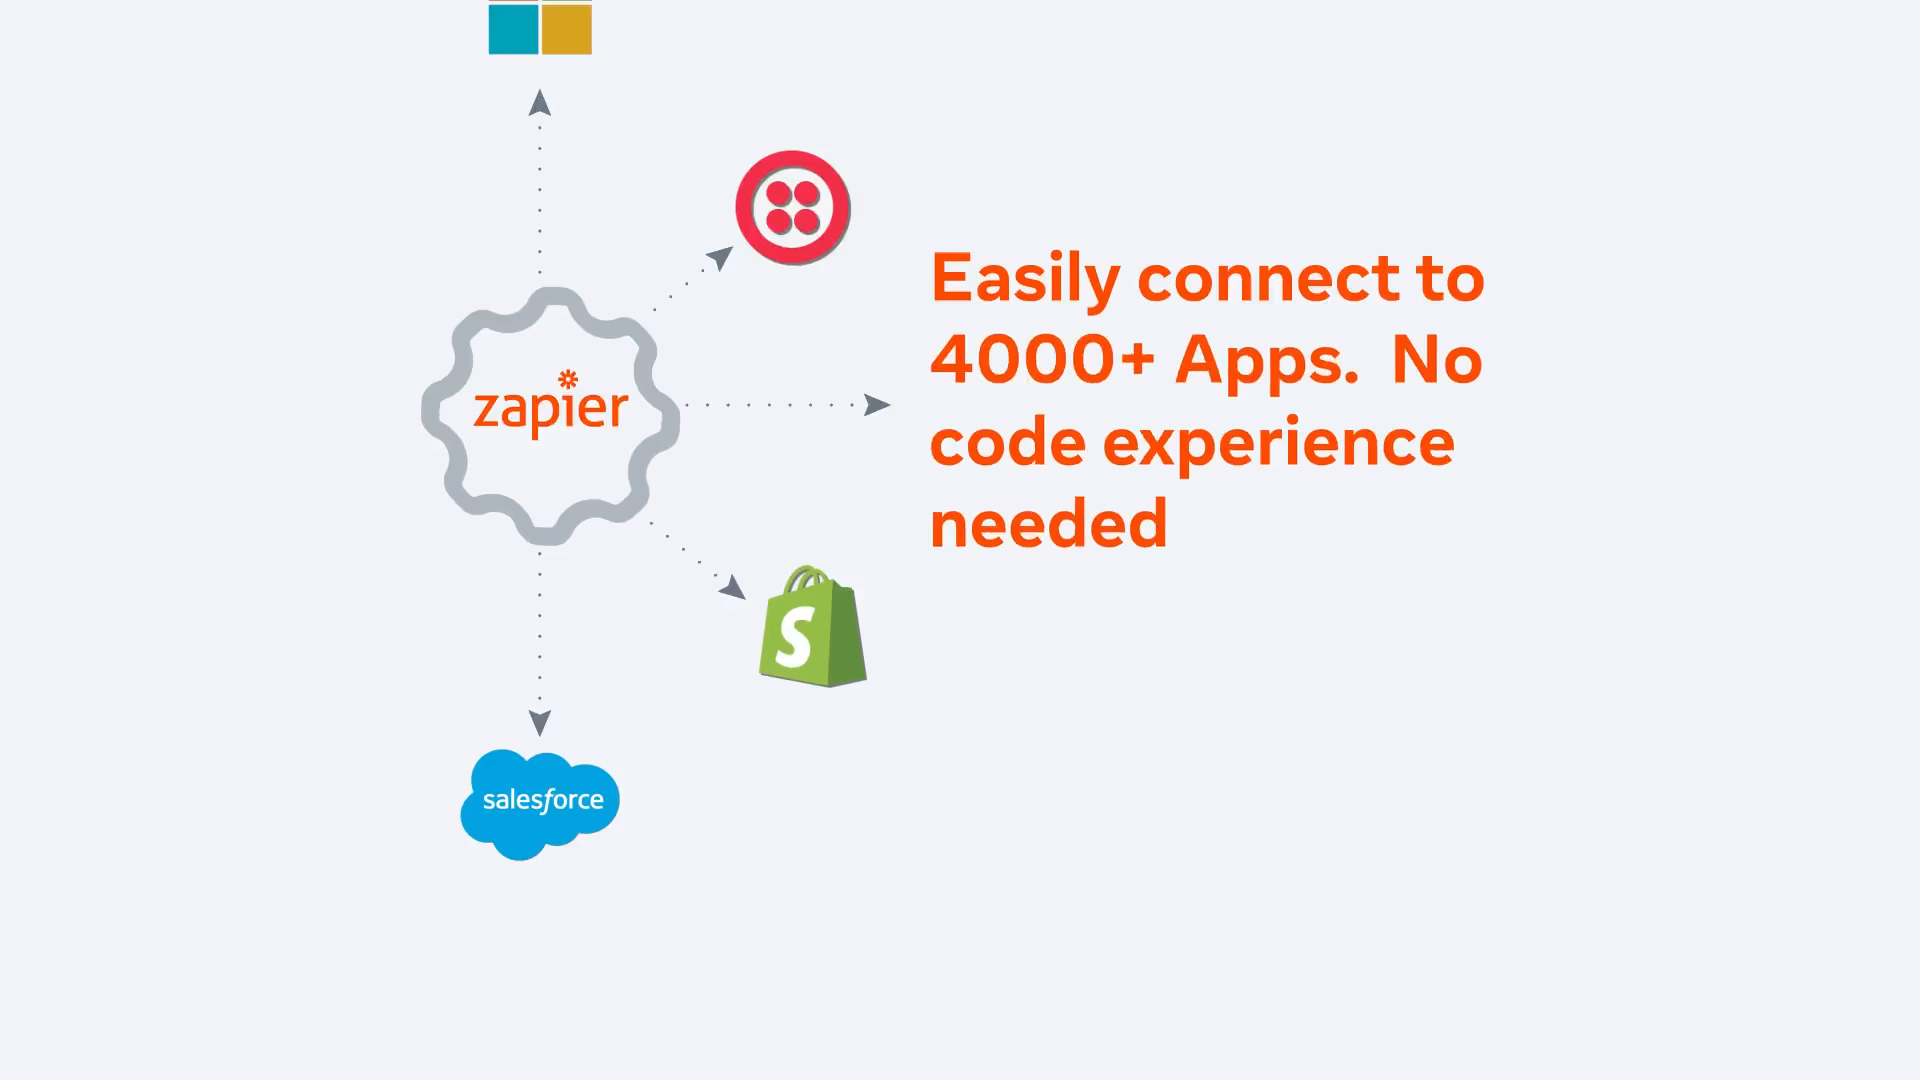 zapier
Easily connect to
4000+ Apps.  No
code experience
needed
S
salesforce